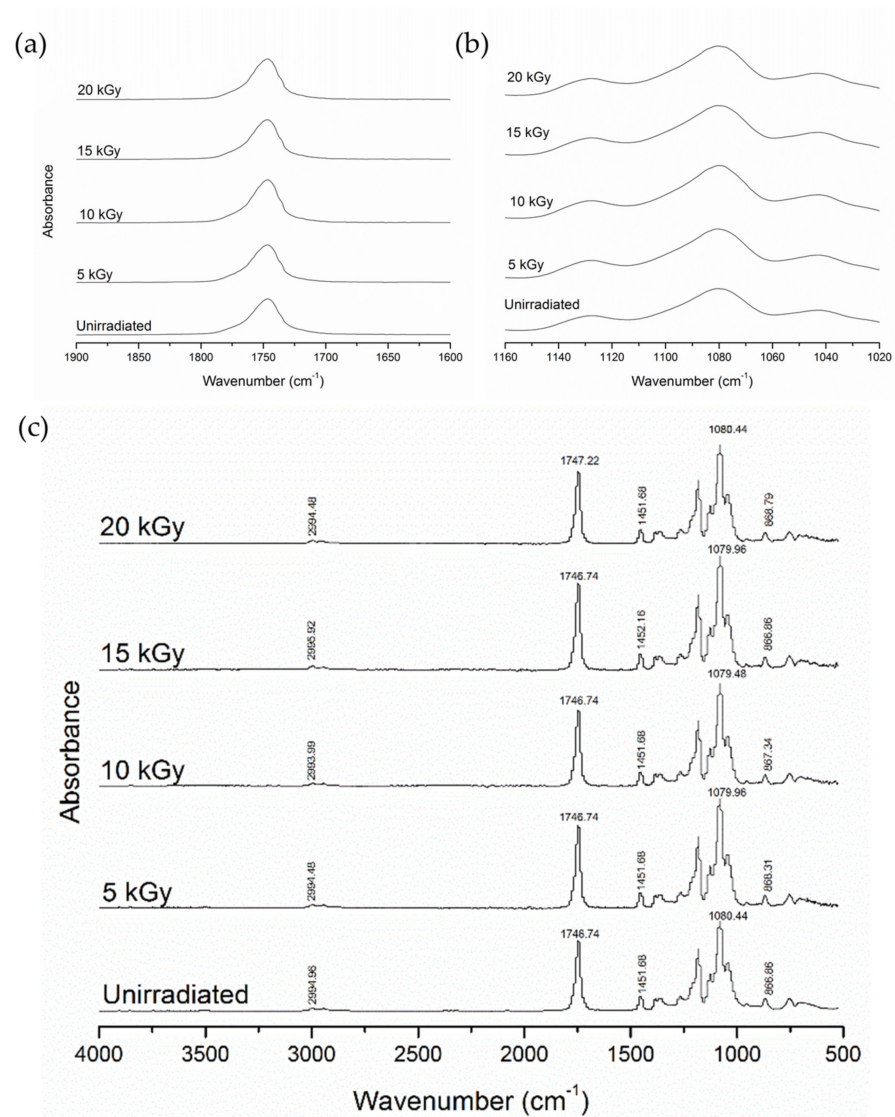 (a)
20 kGy
15 kGy
10 kGy
5 kGy
Unirradiated
Absorbance
1900 1850 1800 1750 1700 1650 1600
Wavenumber (cm⁻¹)
(b)
20 kGy
15 kGy
10 kGy
5 kGy
Unirradiated
1160 1140 1120 1100 1080 1060 1040 1020
Wavenumber (cm⁻¹)
(c)
20 kGy
2994.48
1747.22
1451.68
1080.44
868.79
15 kGy
2995.92
1746.74
1452.16
1079.96
866.86
10 kGy
2993.99
1746.74
1451.68
1079.48
867.34
5 kGy
2994.48
1746.74
1451.68
1079.96
868.31
Unirradiated
2994.96
1746.74
1451.68
1080.44
866.86
Absorbance
4000 3500 3000 2500 2000 1500 1000 500
Wavenumber (cm⁻¹)